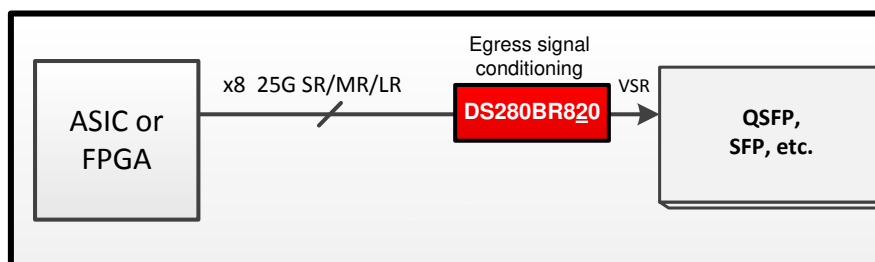 Egress signal
conditioning
x8 25G SR/MR/LR
VSR
DS280BR820
ASIC or
FPGA
QSFP,
SFP, etc.